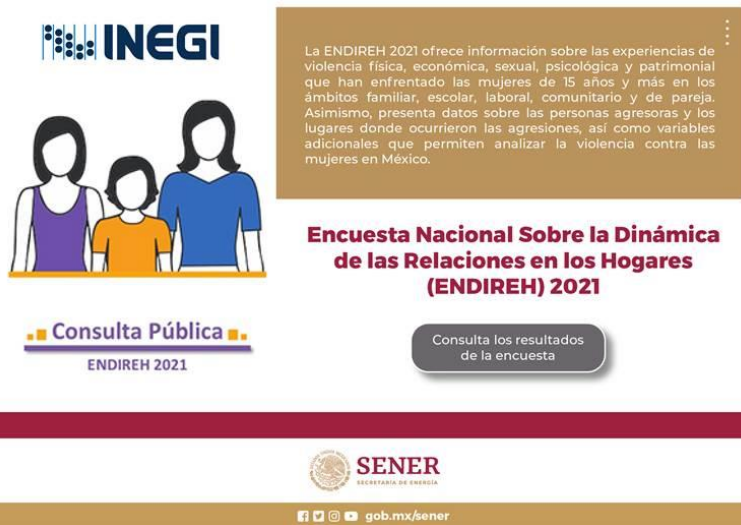 INEGI
La ENDIREH 2021 ofrece información sobre las experiencias de
violencia física, económica, sexual, psicológica y patrimonial
que han enfrentado las mujeres de 15 años y más en los
ámbitos familiar, escolar, laboral, comunitario y de pareja.
Asimismo, presenta datos sobre las personas agresoras y los
lugares donde ocurrieron las agresiones, así como variables
adicionales que permiten analizar la violencia contra las
mujeres en México.
Encuesta Nacional Sobre la Dinámica
de las Relaciones en los Hogares
(ENDIREH) 2021
Consulta Pública
ENDIREH 2021
Consulta los resultados
de la encuesta
SENER
SECRETARÍA DE ENERGÍA
gob.mx/sener